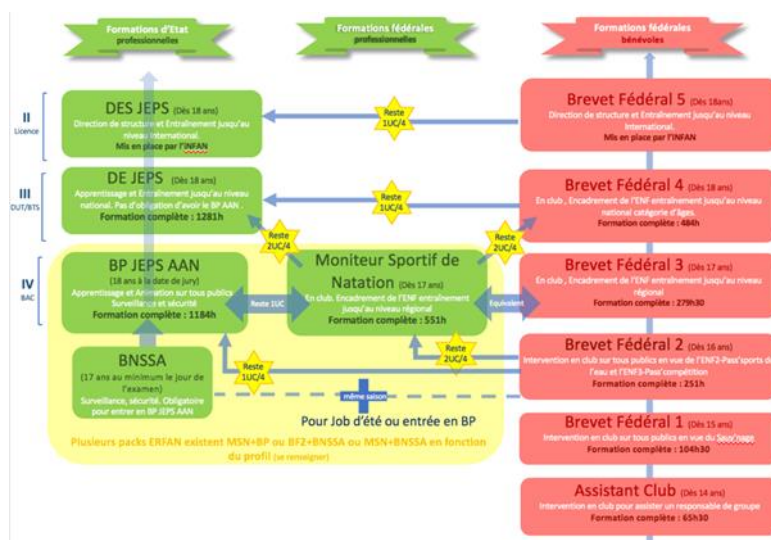 Formations d'Etat
professionnelles
Formations fédérales
professionnelles
Formations fédérales
bénévoles
II
Licence
DES JEPS (Dès 18 ans)
Direction de structure et Entraînement jusqu'au
niveau International.
Mis en place par l'INFAN
Reste
1UC/4
Brevet Fédéral 5 (Dès 18ans)
Direction de structure et Entraînement jusqu'au
niveau International.
Mis en place par l'INFAN
III
DUT/BTS
DE JEPS (Dès 18 ans)
Apprentissage et Entraînement jusqu'au niveau
national. Pas d'obligation d'avoir le BP AAN .
Formation complète : 1281h
Reste
1UC/4
Brevet Fédéral 4 (Dès 18 ans)
En club , Encadrement de l'ENF entraînement jusqu'au niveau
national catégorie d'âges.
Formation complète : 484h
Reste
2UC/4
Reste
2UC/4
IV
BAC
BP JEPS AAN
(18 ans à la date de jury)
Apprentissage et Animation sur tous publics
Surveillance et sécurité
Formation complète : 1184h
Reste 1UC
Moniteur Sportif de
Natation (Dès 17 ans)
En club. Encadrement de l'ENF entraînement
jusqu'au niveau régional
Formation complète : 551h
Equivalent
Brevet Fédéral 3 (Dès 17 ans)
En club , Encadrement de l'ENF entraînement jusqu'au niveau
régional
Formation complète : 279h30
BNSSA
(17 ans au minimum le jour de
l'examen)
Surveillance, sécurité. Obligatoire
pour entrer en BP JEPS AAN
Reste
1UC/4
Reste
2UC/4
Brevet Fédéral 2 (Dès 16 ans)
Intervention en club sur tous publics en vue de l'ENF2-Pass'sports de
l'eau et l'ENF3-Pass'compétition
Formation complète : 251h
même saison
Pour Job d'été ou entrée en BP
Plusieurs packs ERFAN existent MSN+BP ou BF2+BNSSA ou MSN+BNSSA en fonction
du profil (se renseigner)
Brevet Fédéral 1 (Dès 15 ans)
Intervention en club sur tous publics en vue du Sauv'nage
Formation complète : 104h30
Assistant Club (Dès 14 ans)
Intervention en club pour assister un responsable de groupe
Formation complète : 65h30